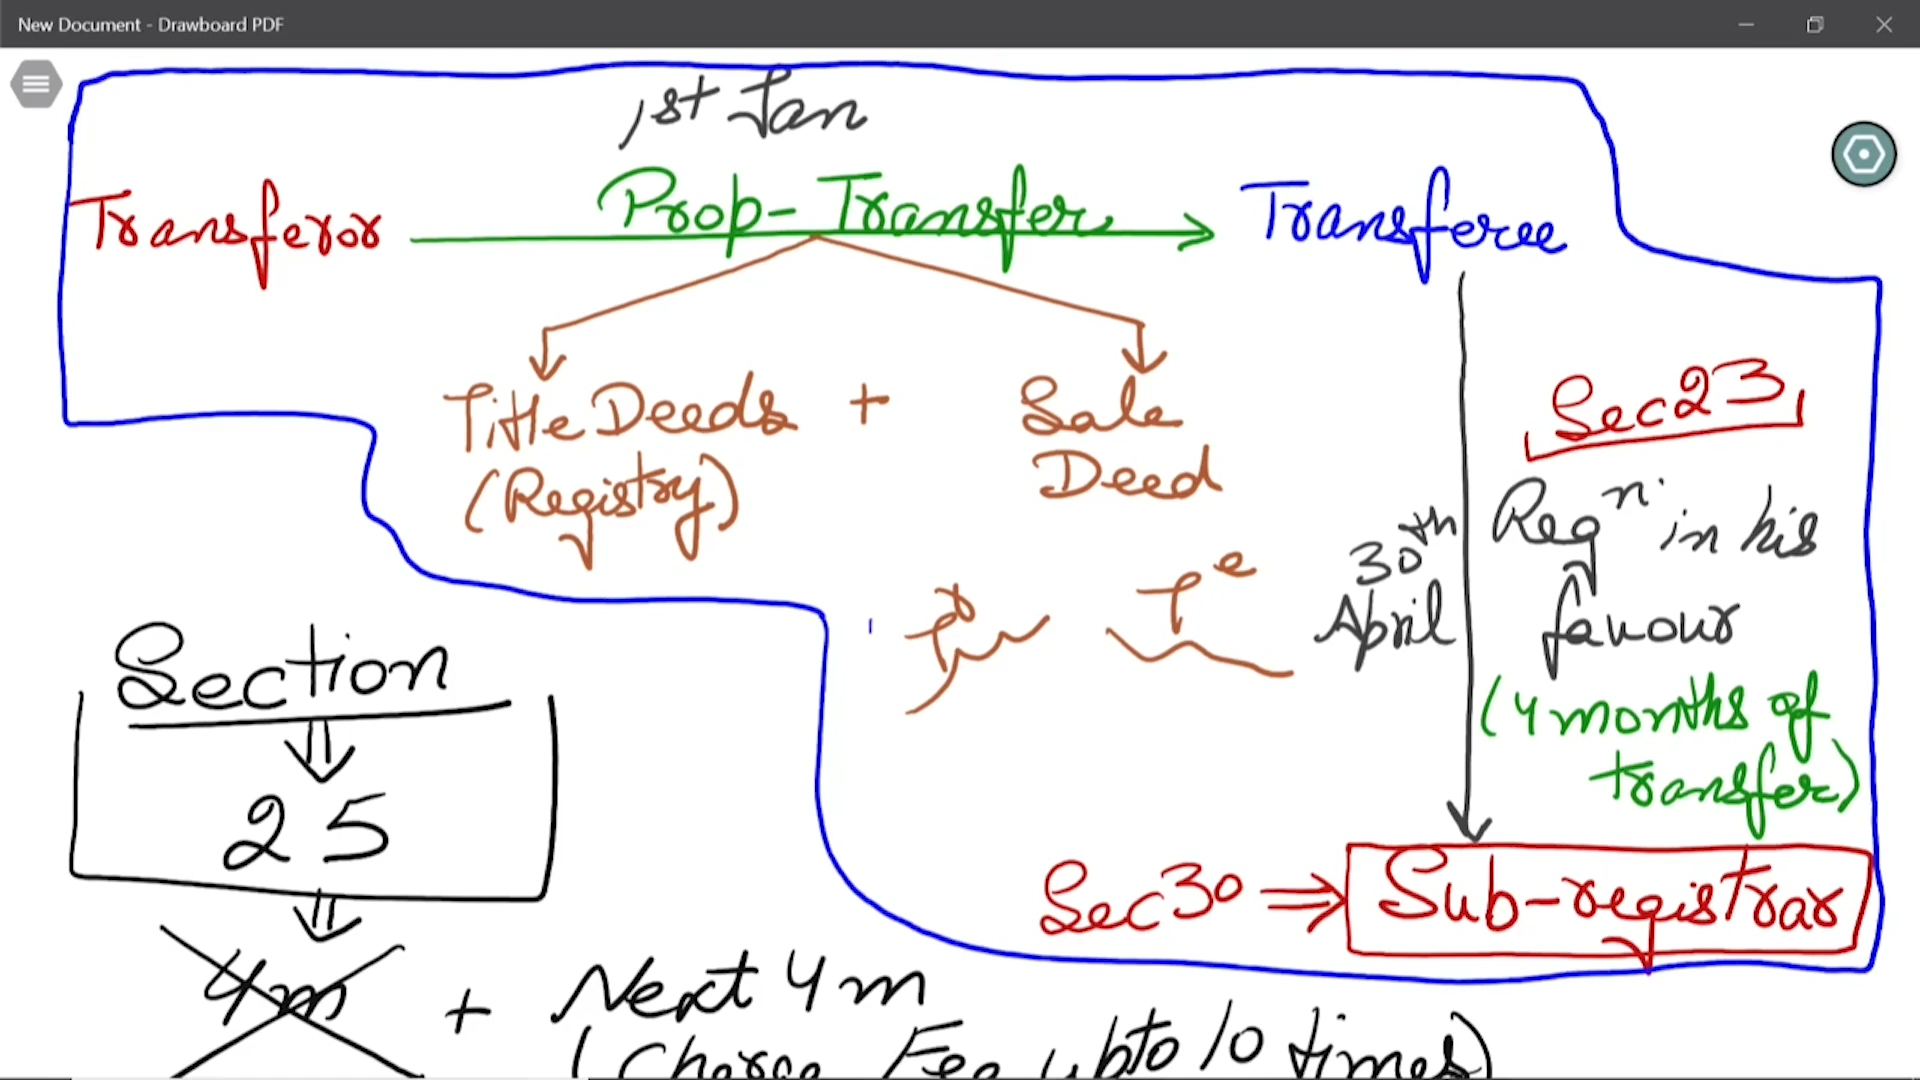 New Document - Drawboard PDF
1st Jan
Transferor
Prop-Transfer
Transferee
Title Deeds + Sale
(Registry)
Deed
Sec 23
Regn. in his
favour
30th
April
(4 months of
transfer)
Tr
Te
Sec 30 ⇒ Sub-registrar
Section
25
4m + Next 4m
(Charge Fee upto 10 times)